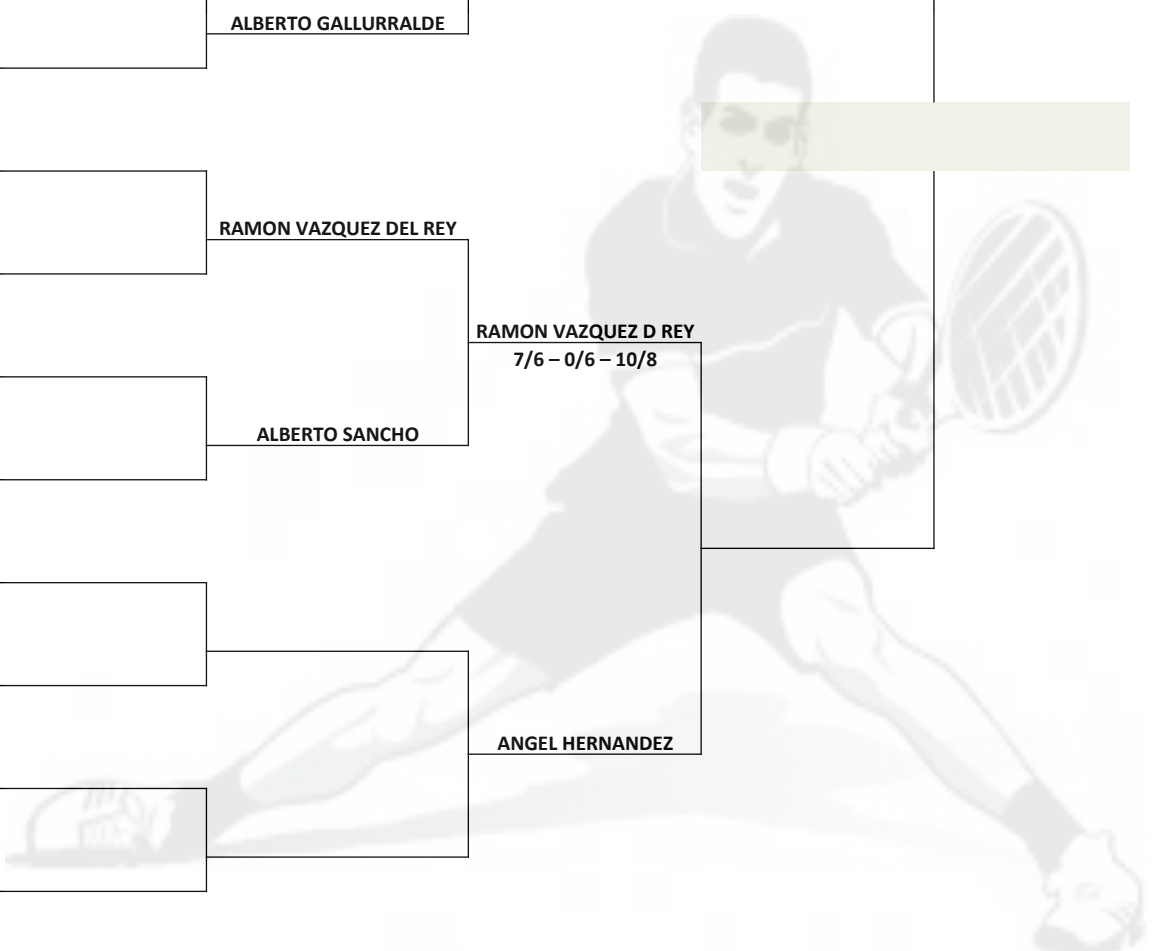 ALBERTO GALLURRALDE
RAMON VAZQUEZ DEL REY
RAMON VAZQUEZ D REY
7/6 – 0/6 – 10/8
ALBERTO SANCHO
ANGEL HERNANDEZ